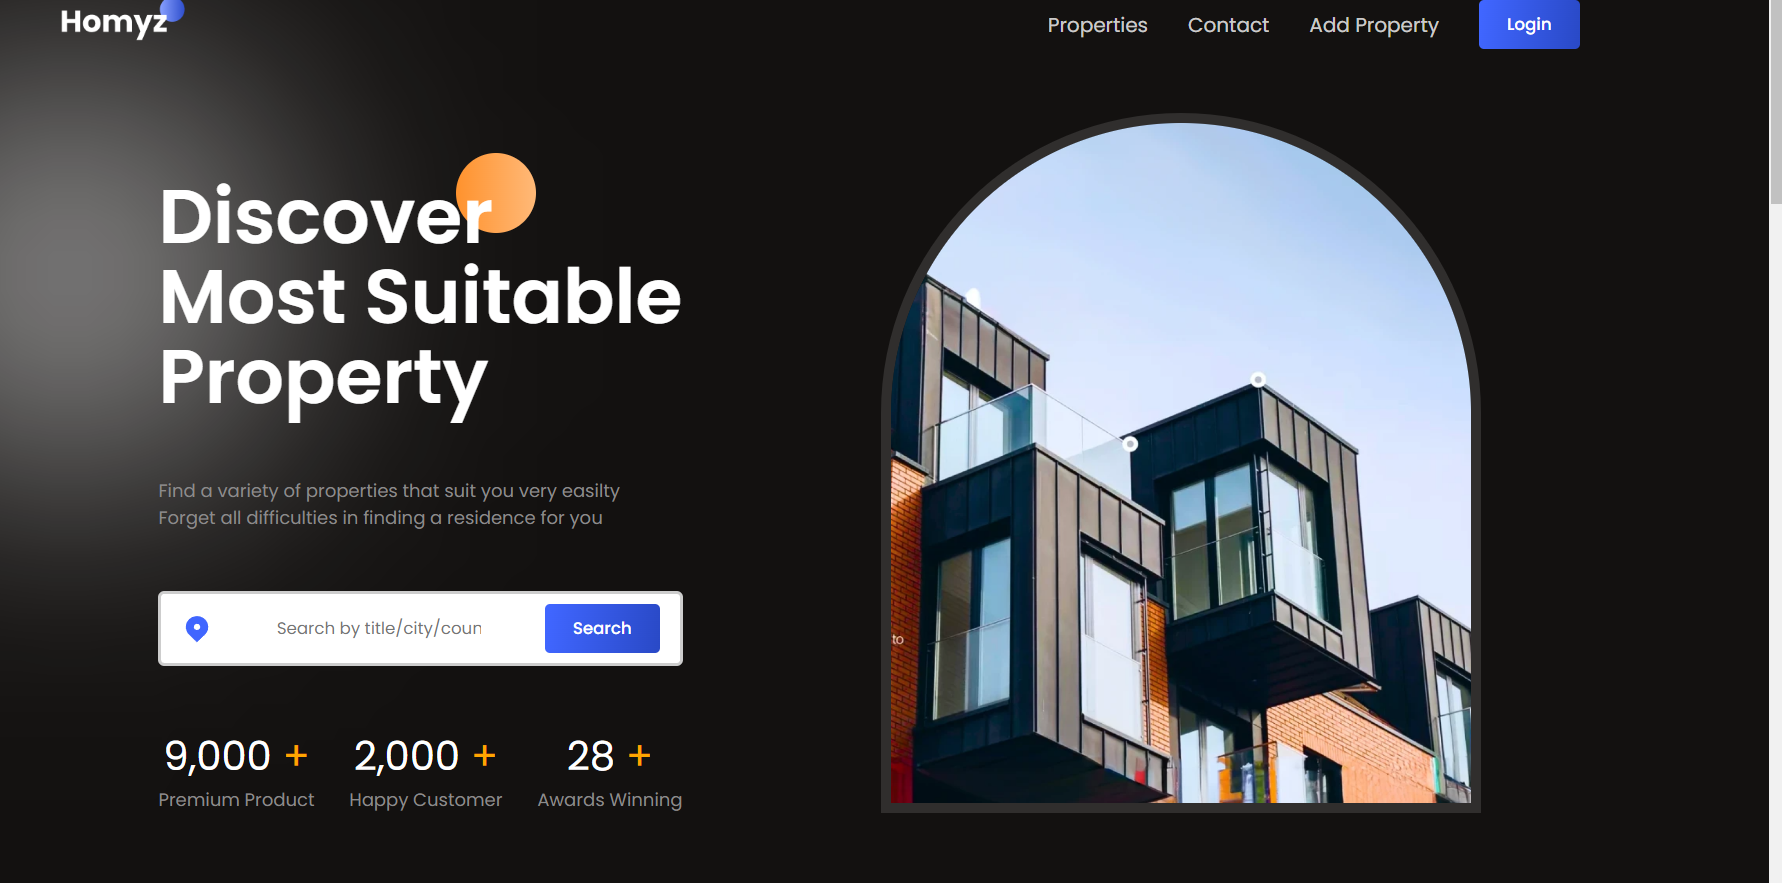 Homyz
Properties
Contact
Add Property
Login
Discover
Most Suitable
Property
Find a variety of properties that suit you very easilty
Forget all difficulties in finding a residence for you
Search by title/city/coun
Search
to
9,000 +
2,000 +
28 +
Premium Product
Happy Customer
Awards Winning